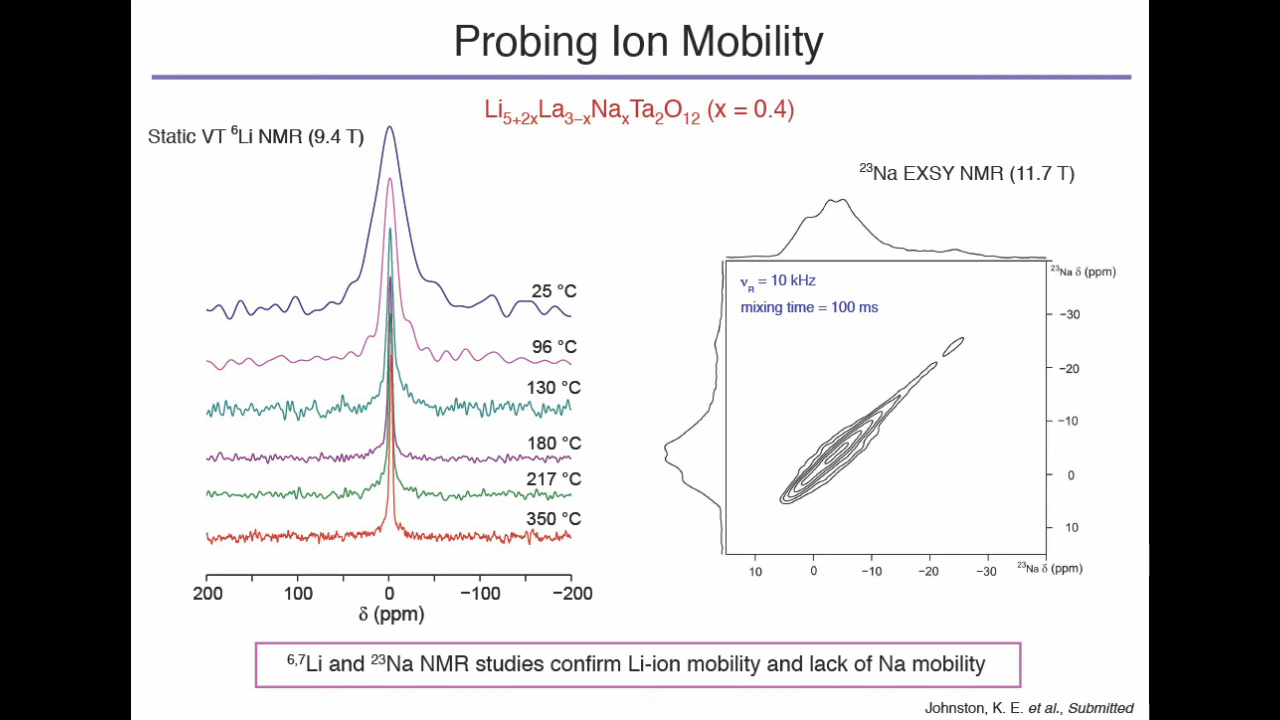 Probing Ion Mobility
Li₅₊₂ₓLa₃₋ₓNaₓTa₂O₁₂ (x = 0.4)
Static VT ⁶Li NMR (9.4 T)
25 °C
96 °C
130 °C
180 °C
217 °C
350 °C
200 100 0 −100 −200
δ (ppm)
²³Na EXSY NMR (11.7 T)
νR = 10 kHz
mixing time = 100 ms
²³Na δ (ppm)
−30
−20
−10
0
10
10 0 −10 −20 −30
²³Na δ (ppm)
⁶,⁷Li and ²³Na NMR studies confirm Li-ion mobility and lack of Na mobility
Johnston, K. E. et al., Submitted